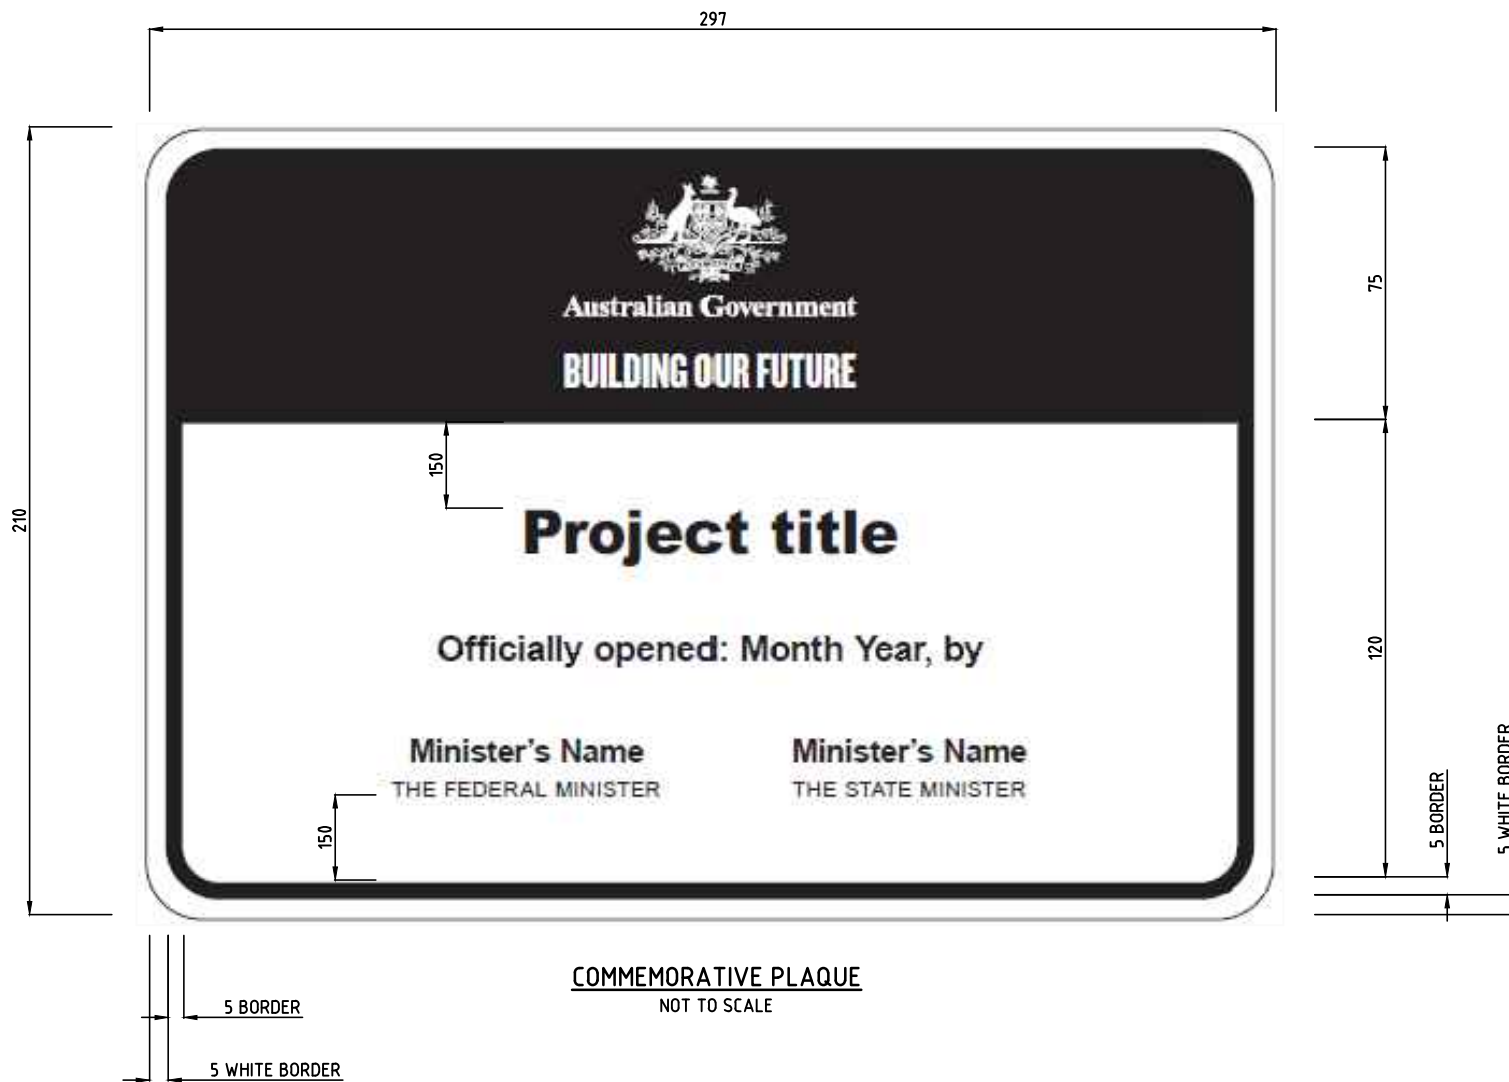 297
Australian Government
75
BUILDING OUR FUTURE
150
210
Project title
120
Officially opened: Month Year, by
Minister's Name Minister's Name
THE FEDERAL MINISTER THE STATE MINISTER
150
5 BORDER
5 WHITE BORDER
COMMEMORATIVE PLAQUE
NOT TO SCALE
5 BORDER
5 WHITE BORDER